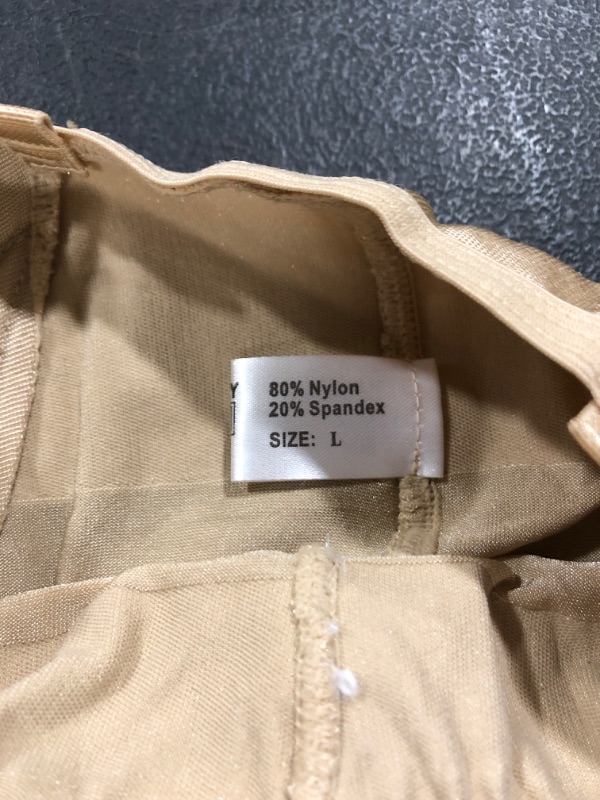 Y
80% Nylon
20% Spandex
SIZE: L